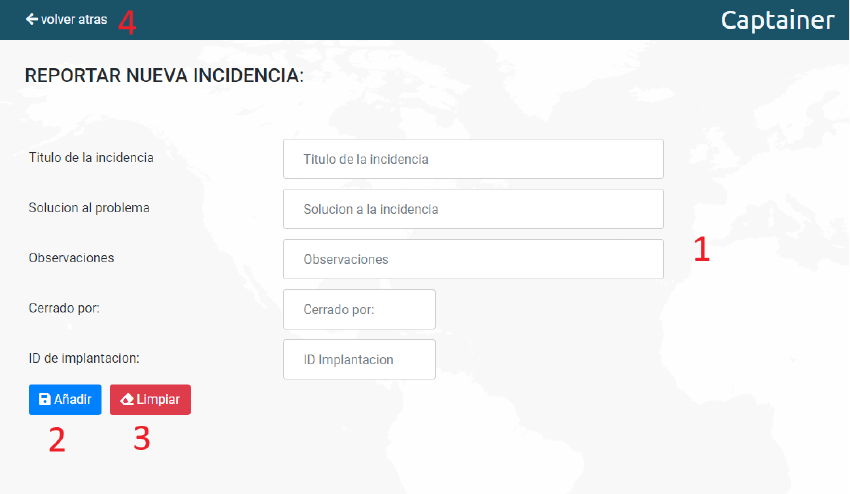 volver atras 4 Captainer
REPORTAR NUEVA INCIDENCIA:
Titulo de la incidencia Titulo de la incidencia
Solucion al problema Solucion a la incidencia
1
Observaciones Observaciones
Cerrado por: Cerrado por:
ID de implantacion: ID Implantacion
Añadir Limpiar
2 3